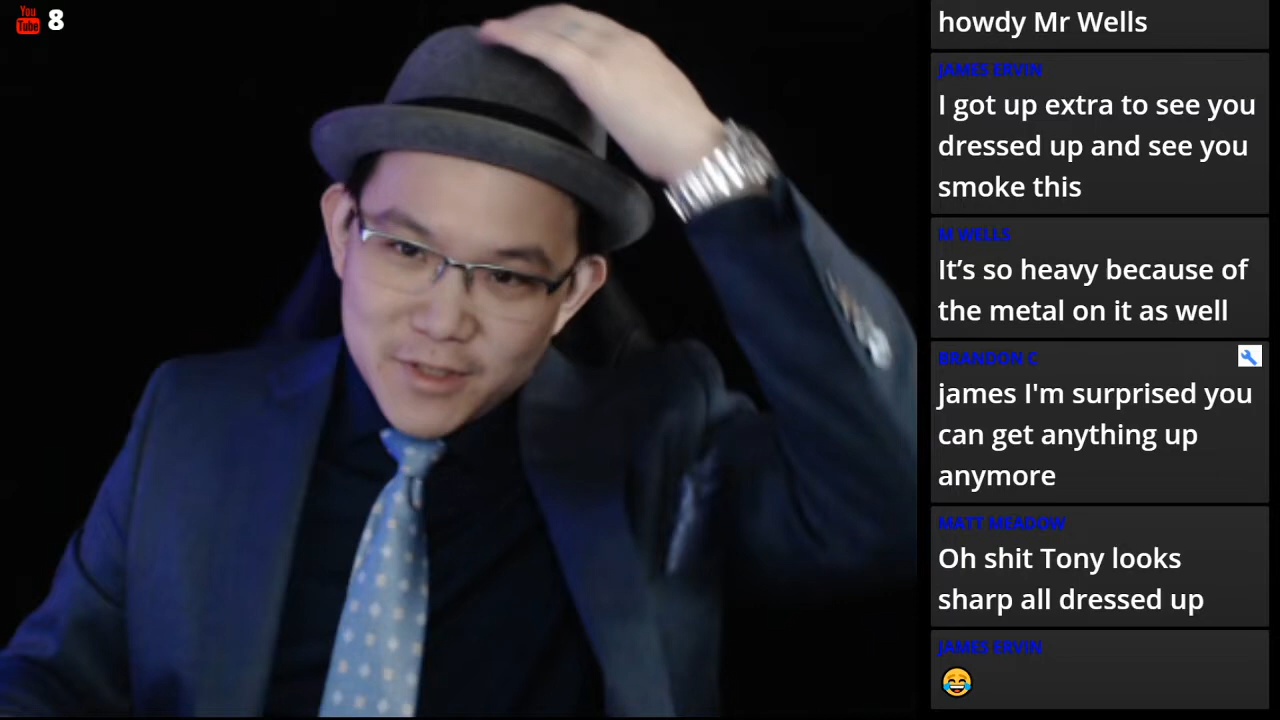 You
Tube
8
howdy Mr Wells
JAMES ERVIN
I got up extra to see you
dressed up and see you
smoke this
M WELLS
It’s so heavy because of
the metal on it as well
BRANDON C
james I'm surprised you
can get anything up
anymore
MATT MEADOW
Oh shit Tony looks
sharp all dressed up
JAMES ERVIN
😂